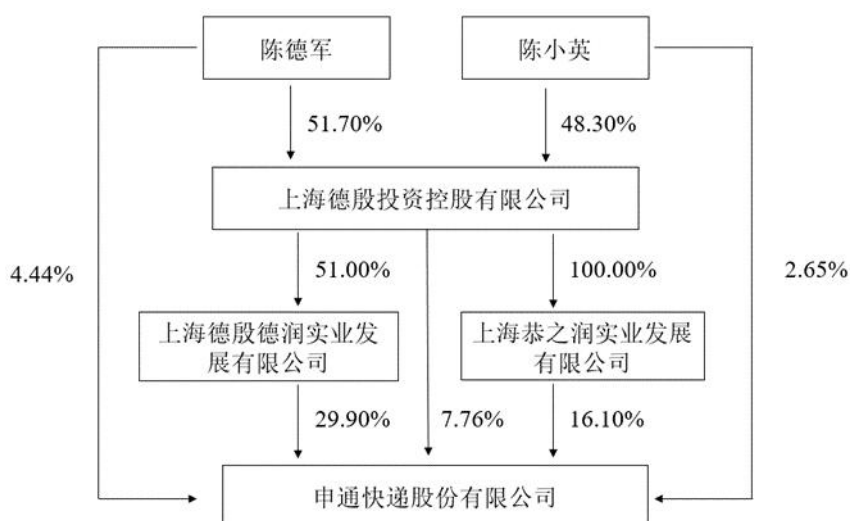 陈德军
陈小英
51.70%
48.30%
上海德殷投资控股有限公司
4.44%
51.00%
100.00%
2.65%
上海德殷德润实业发
展有限公司
上海恭之润实业发展
有限公司
29.90%
7.76%
16.10%
申通快递股份有限公司